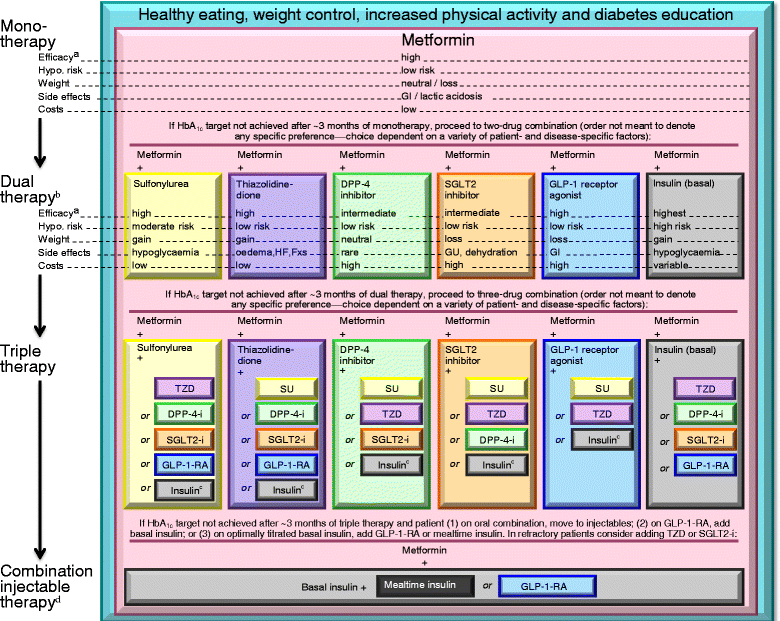 Healthy eating, weight control, increased physical activity and diabetes education
Mono-
therapy
Metformin
Efficacyᵃ high
Hypo. risk low risk
Weight neutral / loss
Side effects GI / lactic acidosis
Costs low
If HbA₁c target not achieved after ~3 months of monotherapy, proceed to two-drug combination (order not meant to denote
any specific preference—choice dependent on a variety of patient- and disease-specific factors):
Metformin Metformin Metformin Metformin Metformin Metformin
+ + + + + +
Dual
therapyᵇ
Sulfonylurea Thiazolidine- DPP-4 SGLT2 GLP-1 receptor Insulin (basal)
dione inhibitor inhibitor agonist
Efficacyᵃ high high intermediate intermediate high highest
Hypo. risk moderate risk low risk low risk low risk low risk high risk
Weight gain gain neutral loss loss gain
Side effects hypoglycaemia oedema,HF,Fxs rare GU, dehydration GI hypoglycaemia
Costs low low high high high variable
If HbA₁c target not achieved after ~3 months of dual therapy, proceed to three-drug combination (order not meant to denote
any specific preference—choice dependent on a variety of patient- and disease-specific factors):
Metformin Metformin Metformin Metformin Metformin Metformin
+ + + + + +
Triple
therapy
Sulfonylurea Thiazolidine- DPP-4 SGLT2 GLP-1 receptor Insulin (basal)
+ dione inhibitor inhibitor agonist +
+ + + +
TZD SU SU SU SU TZD
or DPP-4-i or DPP-4-i or TZD or TZD or TZD or DPP-4-i
or SGLT2-i or SGLT2-i or SGLT2-i or DPP-4-i or Insulinᶜ or SGLT2-i
or GLP-1-RA or GLP-1-RA or Insulinᶜ or Insulinᶜ or GLP-1-RA
or Insulinᶜ or Insulinᶜ
If HbA₁c target not achieved after ~3 months of triple therapy and patient (1) on oral combination, move to injectables; (2) on GLP-1-RA, add
basal insulin; or (3) on optimally titrated basal insulin, add GLP-1-RA or mealtime insulin. In refractory patients consider adding TZD or SGLT2-i:
Metformin
+
Combination
injectable
therapyᵈ
Basal insulin + Mealtime insulin or GLP-1-RA